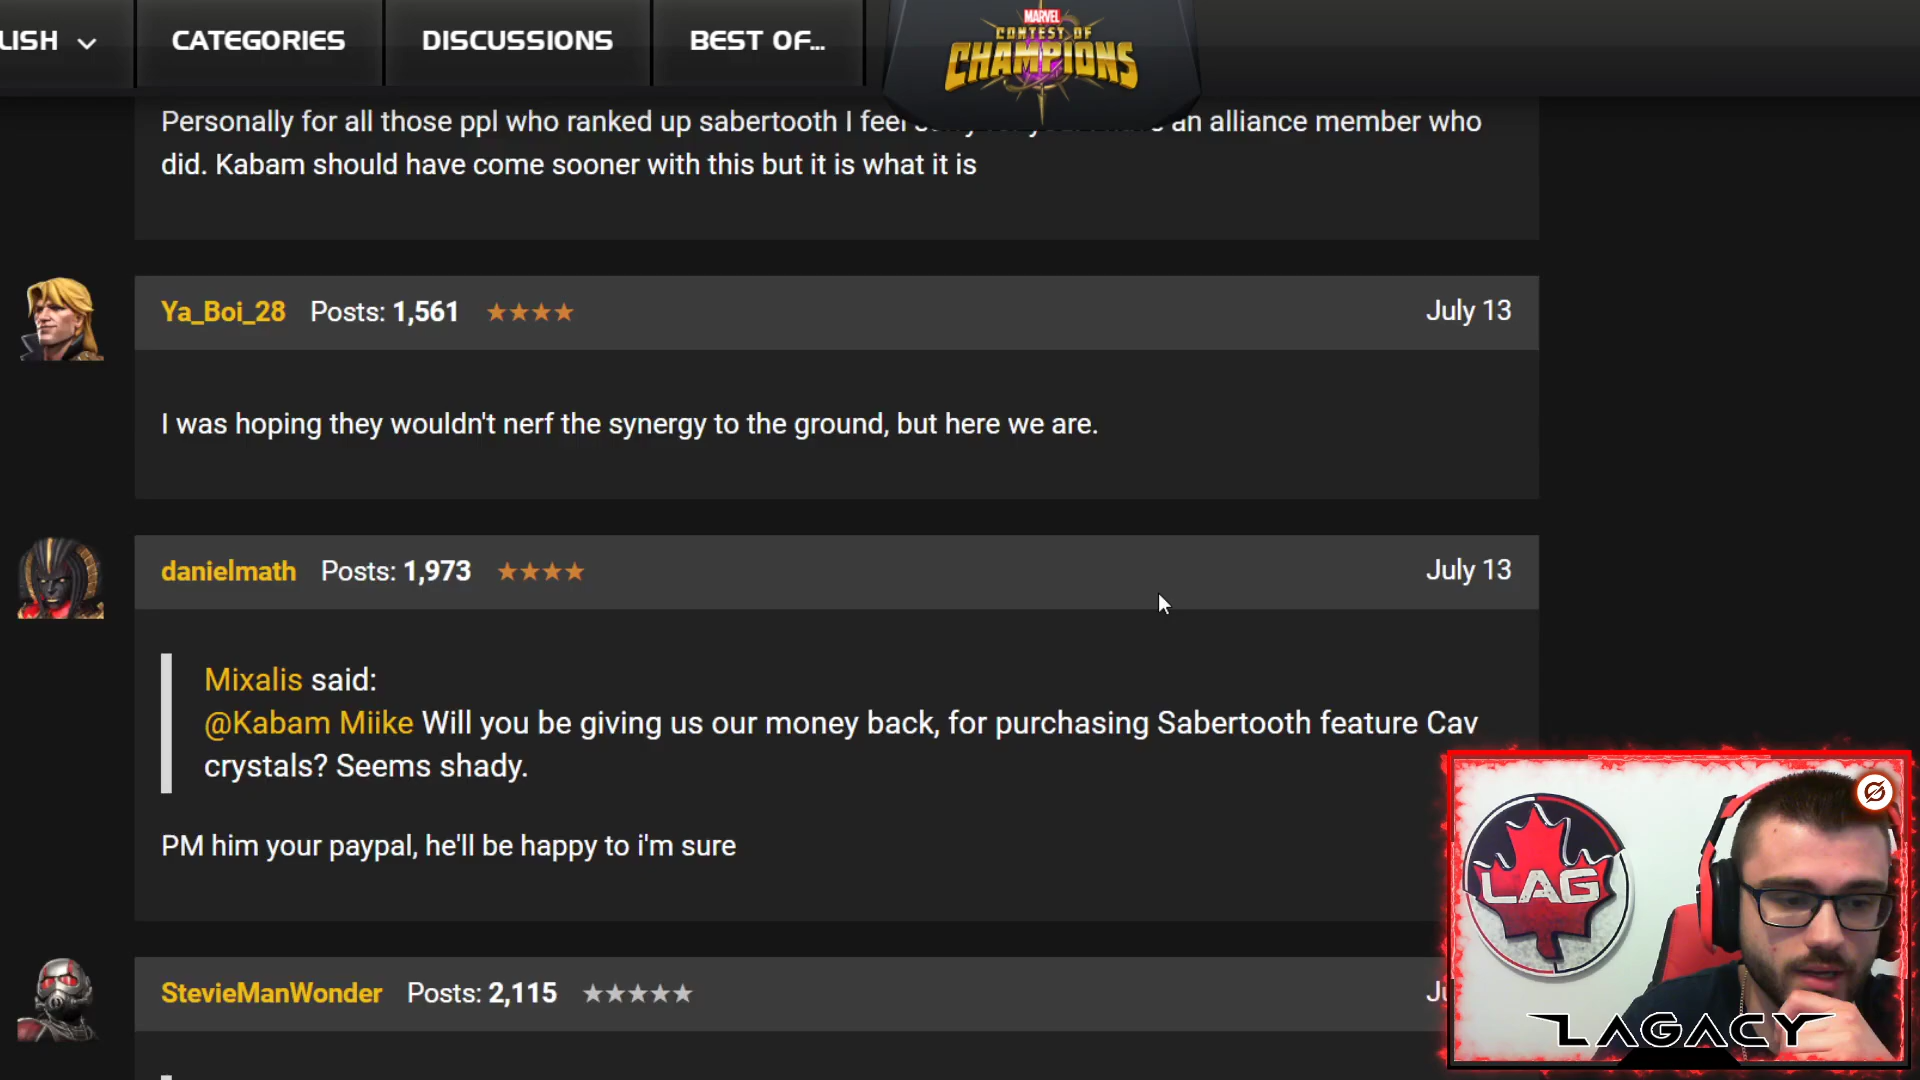 LISH CATEGORIES DISCUSSIONS BEST OF...
MARVEL
CONTEST OF
CHAMPIONS
Personally for all those ppl who ranked up sabertooth I feel an alliance member who
did. Kabam should have come sooner with this but it is what it is
Ya_Boi_28 Posts: 1,561 ★★★★ July 13
I was hoping they wouldn't nerf the synergy to the ground, but here we are.
danielmath Posts: 1,973 ★★★★ July 13
Mixalis said:
@Kabam Miike Will you be giving us our money back, for purchasing Sabertooth feature Cav
crystals? Seems shady.
PM him your paypal, he'll be happy to i'm sure
StevieManWonder Posts: 2,115 ★★★★★ Ju
LAG
LAGACY